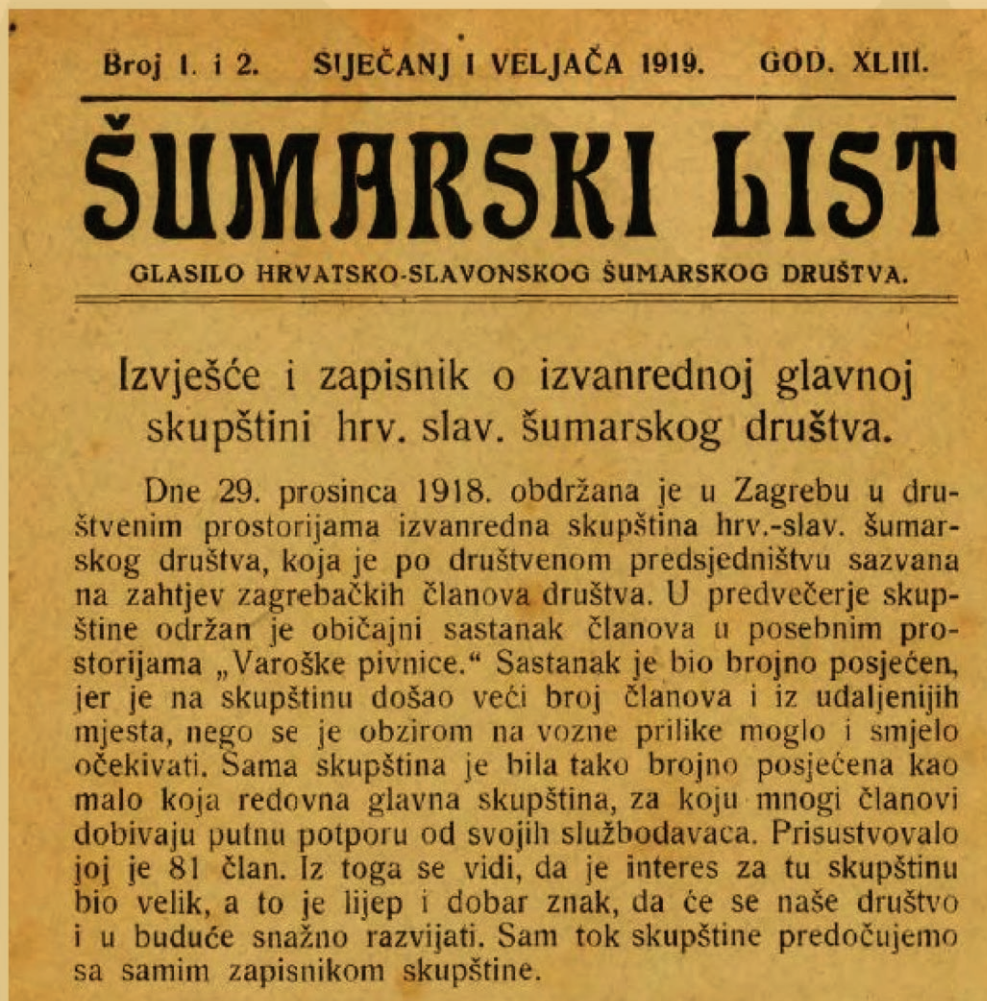 Broj 1. i 2. SIJEČANJ I VELJAČA 1919. GOD. XLIII.
ŠUMARSKI LIST
GLASILO HRVATSKO-SLAVONSKOG ŠUMARSKOG DRUŠTVA.
Izvješće i zapisnik o izvanrednoj glavnoj
skupštini hrv. slav. šumarskog društva.
Dne 29. prosinca 1918. obdržana je u Zagrebu u dru-
štvenim prostorijama izvanredna skupština hrv.-slav. šumar-
skog društva, koja je po društvenom predsjedništvu sazvana
na zahtjev zagrebačkih članova društva. U predvečerje skup-
štine održan je običajni sastanak članova u posebnim pro-
storijama „Varoške pivnice.“ Sastanak je bio brojno posjećen,
jer je na skupštinu došao veći broj članova i iz udaljenijih
mjesta, nego se je obzirom na vozne prilike moglo i smjelo
očekivati. Sama skupština je bila tako brojno posjećena kao
malo koja redovna glavna skupština, za koju mnogi članovi
dobivaju putnu potporu od svojih službodavaca. Prisustvovalo
joj je 81 član. Iz toga se vidi, da je interes za tu skupštinu
bio velik, a to je lijep i dobar znak, da će se naše društvo
i u buduće snažno razvijati. Sam tok skupštine predočujemo
sa samim zapisnikom skupštine.